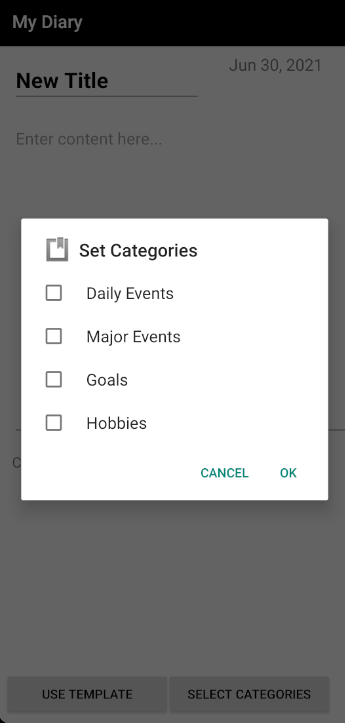 My Diary
Jun 30, 2021
New Title
Enter content here...
Set Categories
Daily Events
Major Events
Goals
Hobbies
CANCEL OK
USE TEMPLATE SELECT CATEGORIES